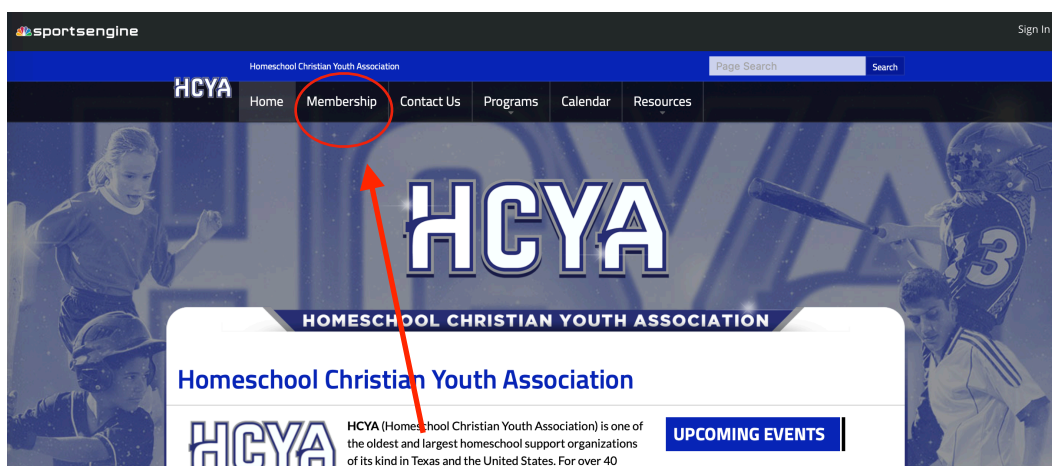 sportsengine
Sign In
Homeschool Christian Youth Association
Page Search
Search
HCYA
Home
Membership
Contact Us
Programs
Calendar
Resources
HCYA
HCYA
13
HOMESCHOOL CHRISTIAN YOUTH ASSOCIATION
Homeschool Christian Youth Association
HCYA
HCYA (Homeschool Christian Youth Association) is one of
the oldest and largest homeschool support organizations
of its kind in Texas and the United States. For over 40
UPCOMING EVENTS